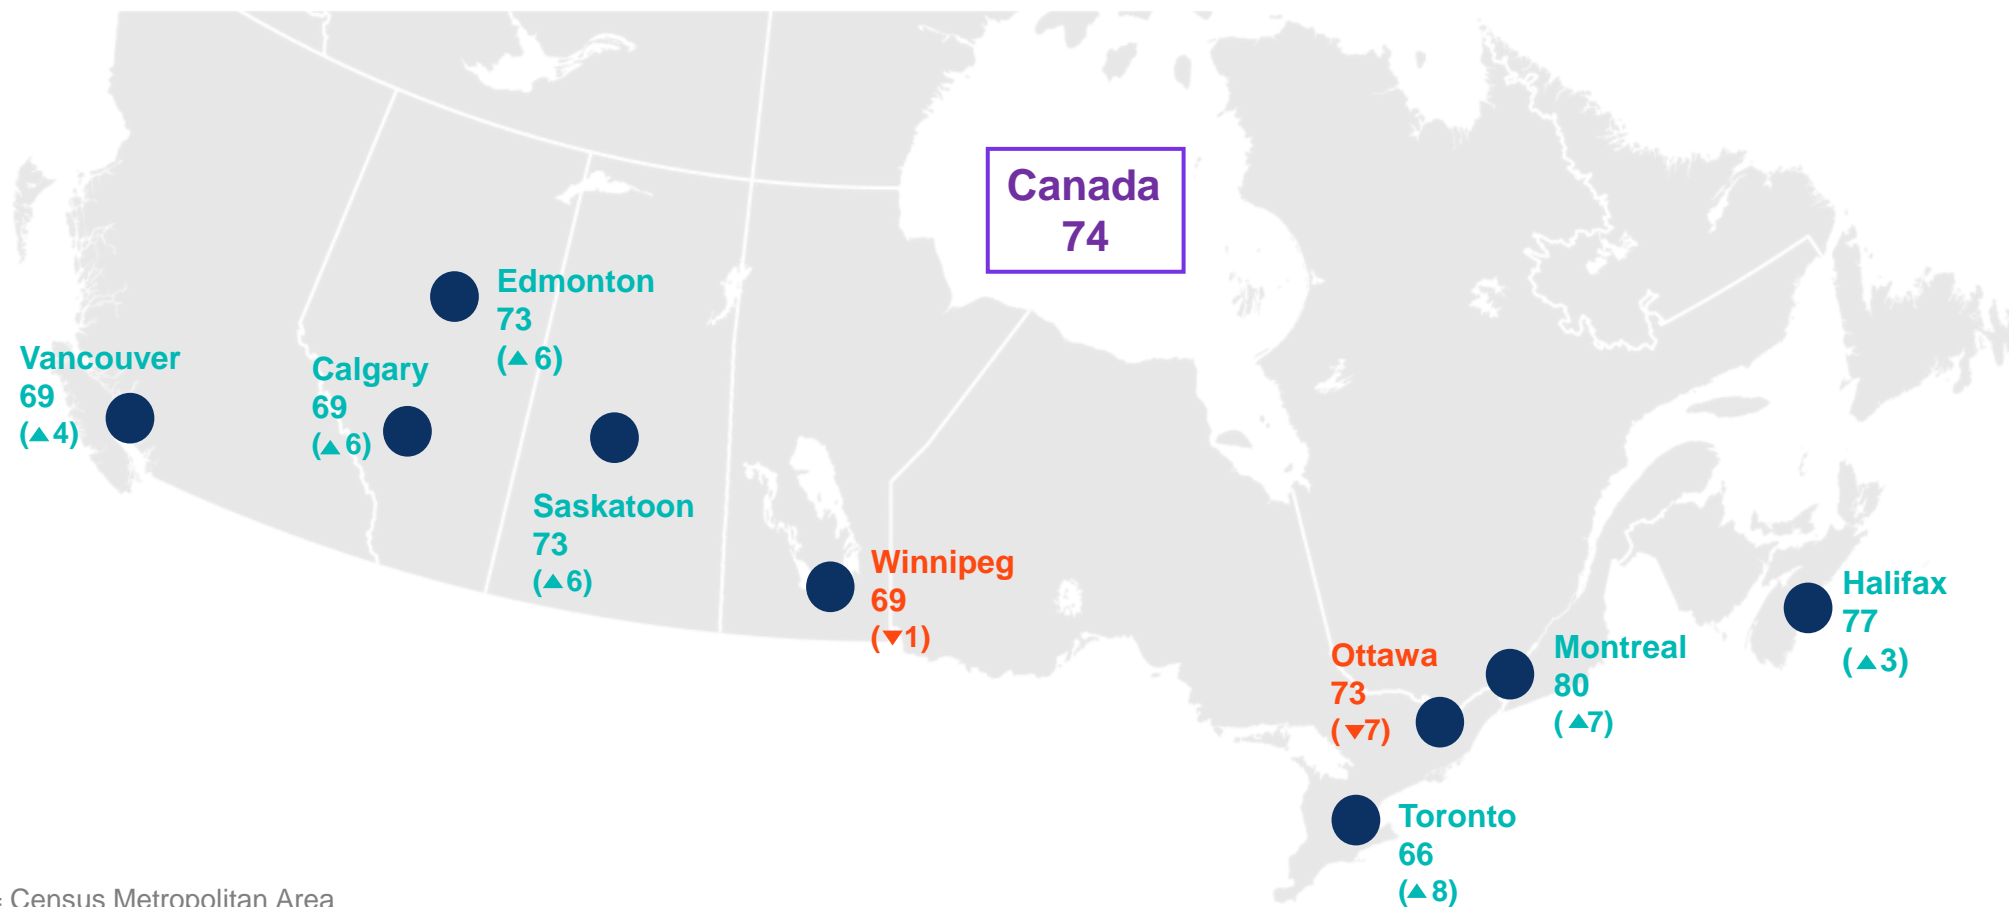 Canada
74
Edmonton
73
(▲ 6)
Vancouver
69
(▲4)
Calgary
69
(▲ 6)
Saskatoon
73
(▲6)
Winnipeg
69
(▼1)
Halifax
77
(▲3)
Ottawa
73
(▼7)
Montreal
80
(▲7)
Toronto
66
(▲ 8)
= Census Metropolitan Area